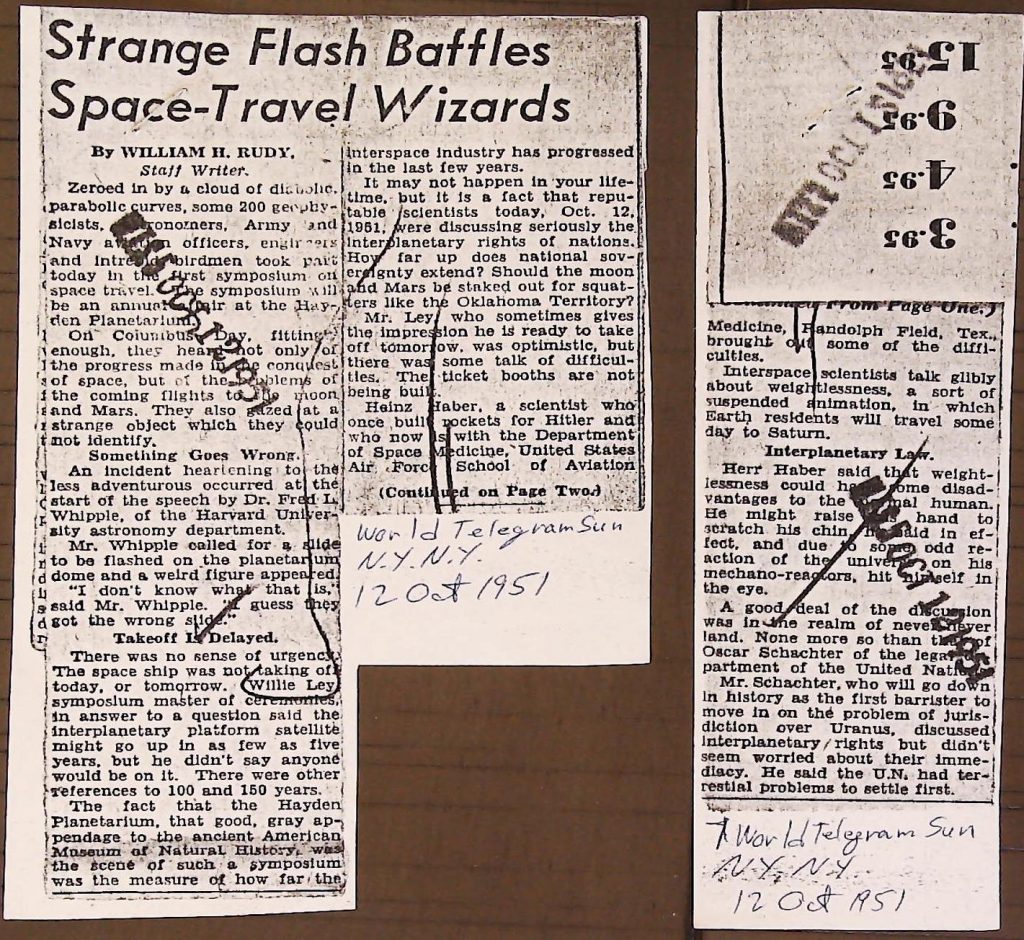 Strange Flash Baffles
Space-Travel Wizards
By WILLIAM H. RUDY,
Staff Writer.
Zeroed in by a cloud of diabolic,
parabolic curves, some 200 geophy-
sicists, astronomers, Army and
Navy aviation officers, engineers
and intrepid birdmen took part
today in the first symposium on
space travel. The symposium will
be an annual affair at the Hay-
den Planetarium.
On Columbus Day, fittingly
enough, they heard not only of
the progress made in the conquest
of space, but of the problems of
the coming flights to the moon
and Mars. They also gazed at a
strange object which they could
not identify.
Something Goes Wrong.
An incident heartening to the
less adventurous occurred at the
start of the speech by Dr. Fred L.
Whipple, of the Harvard Univer-
sity astronomy department.
Mr. Whipple called for a slide
to be flashed on the planetarium
dome and a weird figure appeared.
"I don't know what that is,"
said Mr. Whipple. "I guess they
got the wrong slide."
Takeoff Is Delayed.
There was no sense of urgency.
The space ship was not taking off
today, or tomorrow. Willie Ley,
symposium master of ceremonies,
in answer to a question said the
interplanetary platform satellite
might go up in as few as five
years, but he didn't say anyone
would be on it. There were other
references to 100 and 150 years.
The fact that the Hayden
Planetarium, that good, gray ap-
pendage to the ancient American
Museum of Natural History, was
the scene of such a symposium
was the measure of how far the
interspace industry has progressed
in the last few years.
It may not happen in your life-
time, but it is a fact that repu-
table scientists today, Oct. 12,
1951, were discussing seriously the
interplanetary rights of nations.
How far up does national sov-
ereignty extend? Should the moon
and Mars be staked out for squat-
ters like the Oklahoma Territory?
Mr. Ley, who sometimes gives
the impression he is ready to take
off tomorrow, was optimistic, but
there was some talk of difficul-
ties. The ticket booths are not
being built.
Heinz Haber, a scientist who
once built rockets for Hitler and
who now is with the Department
of Space Medicine, United States
Air Force School of Aviation
(Continued on Page Two.)
World Telegram Sun
N.Y. N.Y.
12 Oct 1951
OCT 12 1951
15.95
9.95
4.95
3.95
(Continued From Page One.)
Medicine, Randolph Field, Tex.,
brought out some of the diffi-
culties.
Interspace scientists talk glibly
about weightlessness, a sort of
suspended animation, in which
Earth residents will travel some
day to Saturn.
Interplanetary Law.
Herr Haber said that weight-
lessness could have some disad-
vantages to the normal human.
He might raise his hand to
scratch his chin, he said in ef-
fect, and due to some odd re-
action of the universe on his
mechano-reactors, hit himself in
the eye.
A good deal of the discussion
was in the realm of never-never
land. None more so than that of
Oscar Schachter of the legal de-
partment of the United Nations.
Mr. Schachter, who will go down
in history as the first barrister to
move in on the problem of juris-
diction over Uranus, discussed
interplanetary rights but didn't
seem worried about their imme-
diacy. He said the U.N. had ter-
restial problems to settle first.
OCT 12 1951
World Telegram Sun
N.Y. N.Y.
12 Oct 1951